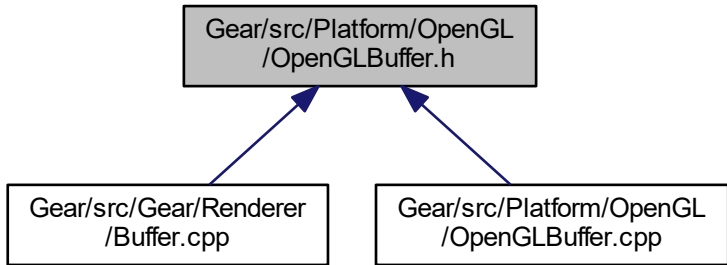 Gear/src/Platform/OpenGL
/OpenGLBuffer.h
Gear/src/Gear/Renderer
/Buffer.cpp
Gear/src/Platform/OpenGL
/OpenGLBuffer.cpp